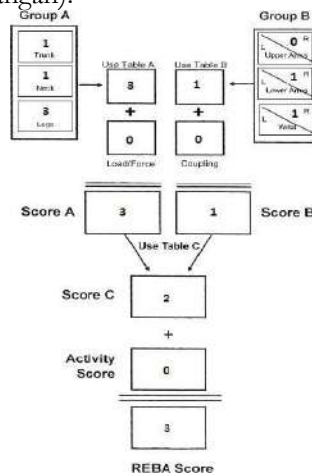 angan).
Group A
Group B
1
Trunk
1
Neck
3
Legs
Use Table A
Use Table B
3
1
+
+
0
0
Load/Force
Coupling
0 R
L Upper Arms
1 R
L Lower Arms
1 R
L Wrist
Score A 3 1 Score B
Use Table C
Score C 2
+
Activity
Score 0
3
REBA Score